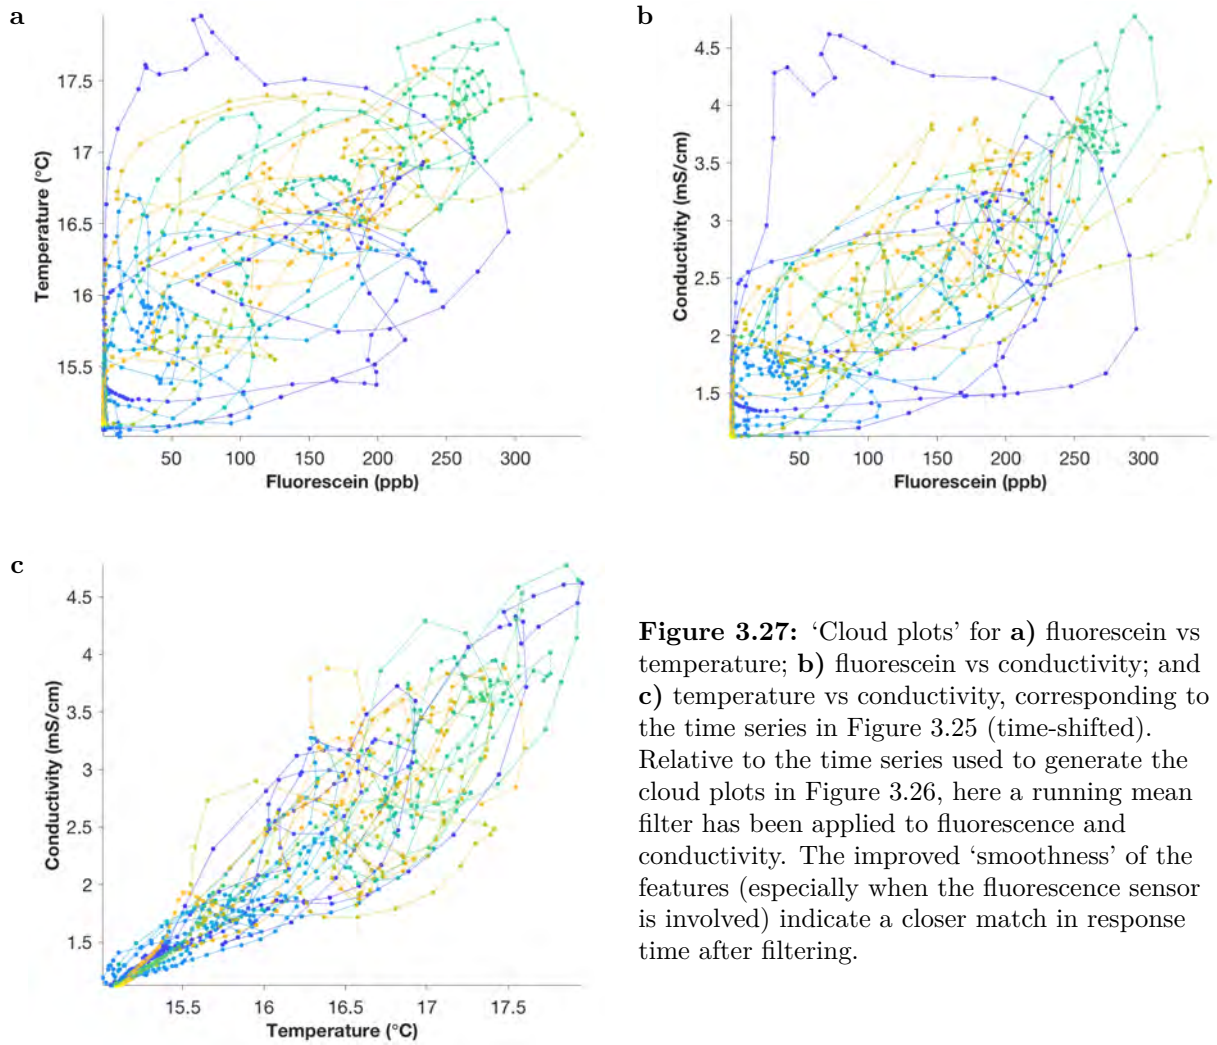 a
17.5
17
16.5
16
15.5
Temperature (°C)
50 100 150 200 250 300
Fluorescein (ppb)
b
4.5
4
3.5
3
2.5
2
1.5
Conductivity (mS/cm)
50 100 150 200 250 300
Fluorescein (ppb)
c
4.5
4
3.5
3
2.5
2
1.5
Conductivity (mS/cm)
15.5 16 16.5 17 17.5
Temperature (°C)
Figure 3.27: ‘Cloud plots’ for a) fluorescein vs
temperature; b) fluorescein vs conductivity; and
c) temperature vs conductivity, corresponding to
the time series in Figure 3.25 (time-shifted).
Relative to the time series used to generate the
cloud plots in Figure 3.26, here a running mean
filter has been applied to fluorescence and
conductivity. The improved ‘smoothness’ of the
features (especially when the fluorescence sensor
is involved) indicate a closer match in response
time after filtering.